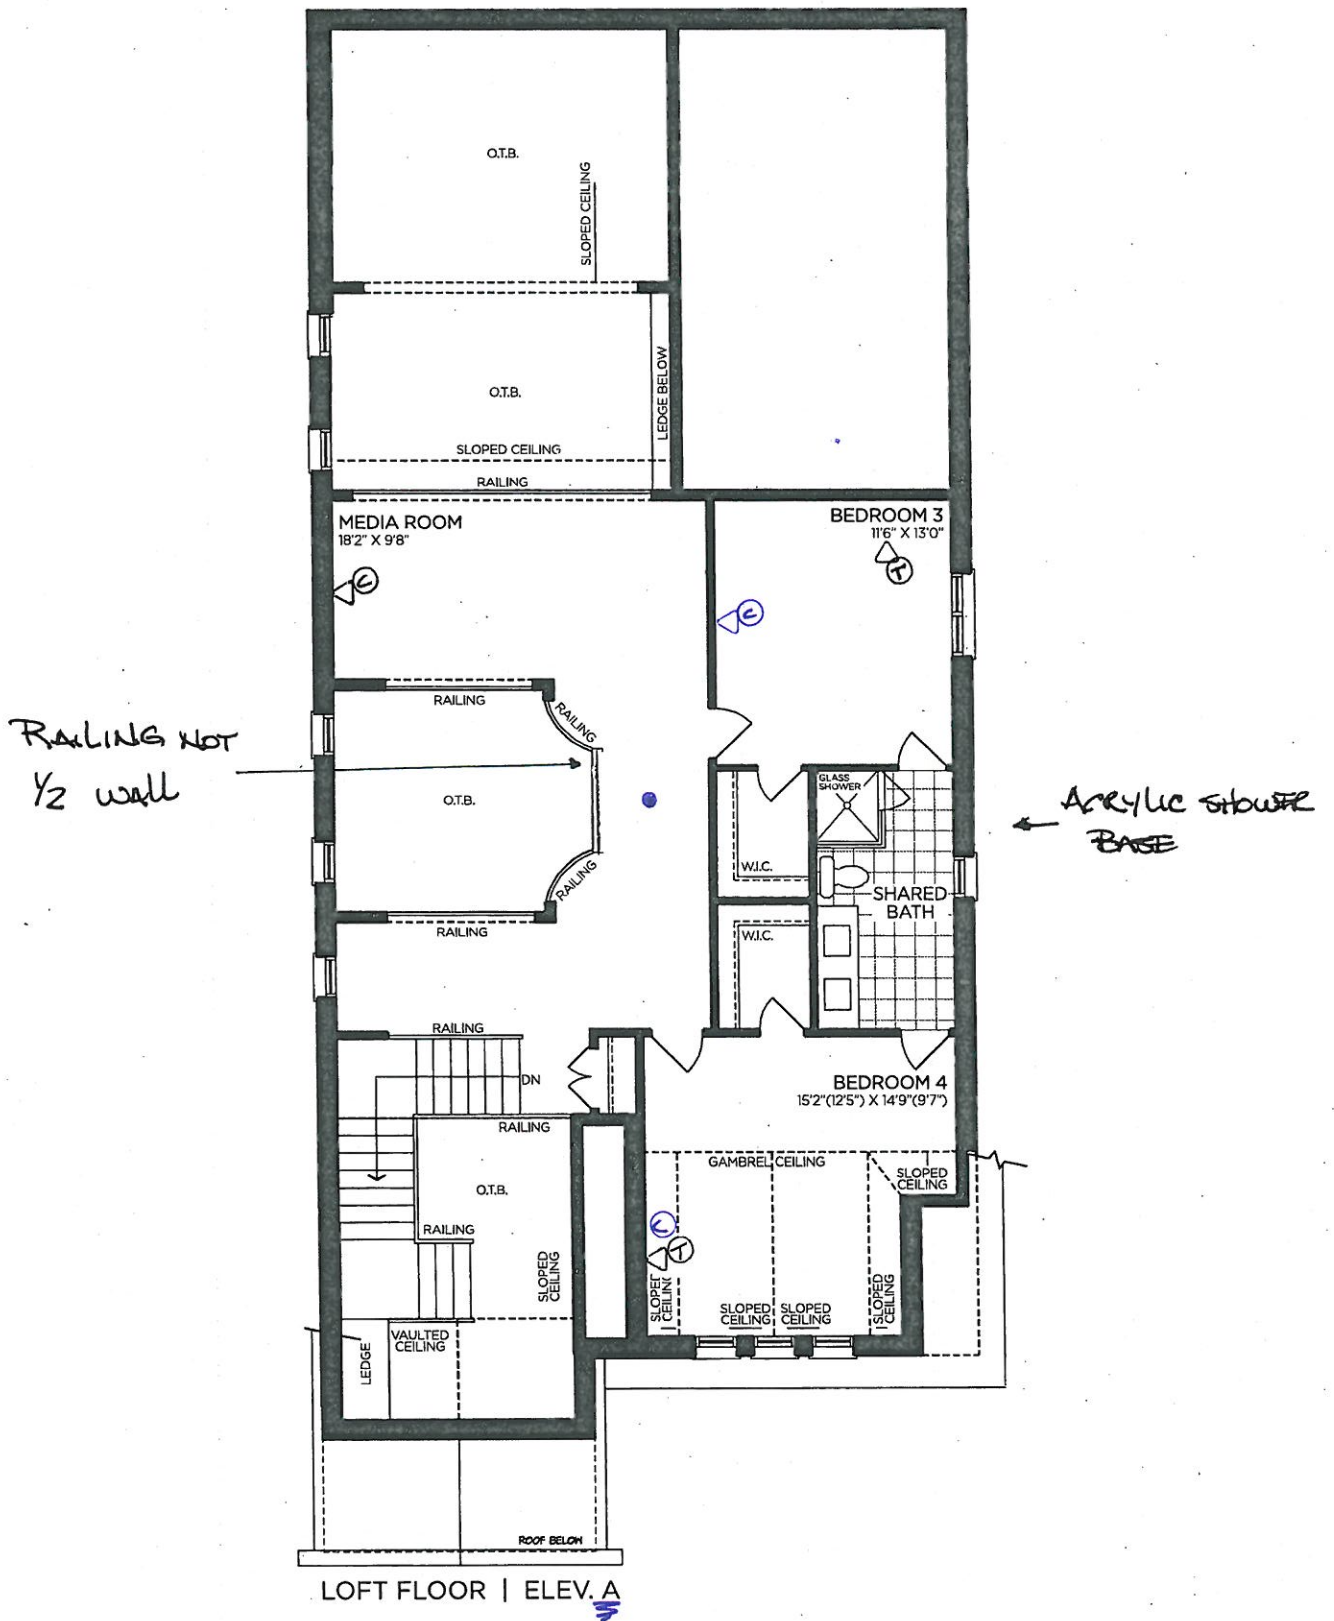 O.T.B.
SLOPED CEILING
O.T.B.
LEDGE BELOW
SLOPED CEILING
RAILING
MEDIA ROOM
18'2" X 9'8"
BEDROOM 3
11'6" X 13'0"
C
T
C
RAILING
RAILING
RAILING NOT
1/2 WALL
O.T.B.
GLASS
SHOWER
ACRYLIC SHOWER
BASE
W.I.C.
RAILING
SHARED
BATH
RAILING
W.I.C.
RAILING
DN
BEDROOM 4
15'2"(12'5") X 14'9"(9'7")
RAILING
GAMBREL CEILING
SLOPED
CEILING
O.T.B.
RAILING
C
T
SLOPED
CEILING
SLOPED
CEILING
SLOPED
CEILING
SLOPED
CEILING
SLOPED
CEILING
VAULTED
CEILING
LEDGE
ROOF BELOW
LOFT FLOOR | ELEV. A